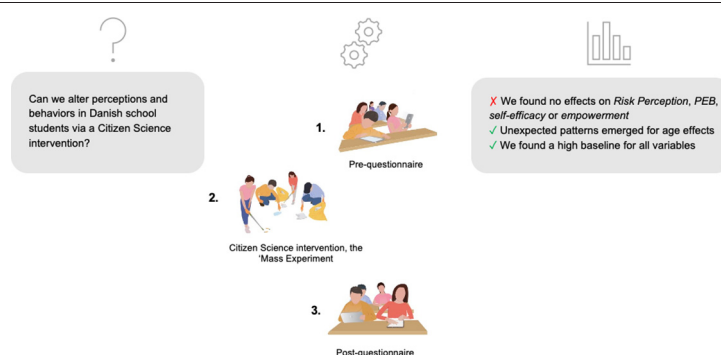 Can we alter perceptions and
behaviors in Danish school
students via a Citizen Science
intervention?
1.
Pre-questionnaire
2.
Citizen Science intervention, the
'Mass Experiment
3.
Post-questionnaire
✗ We found no effects on Risk Perception, PEB,
self-efficacy or empowerment
✓ Unexpected patterns emerged for age effects
✓ We found a high baseline for all variables